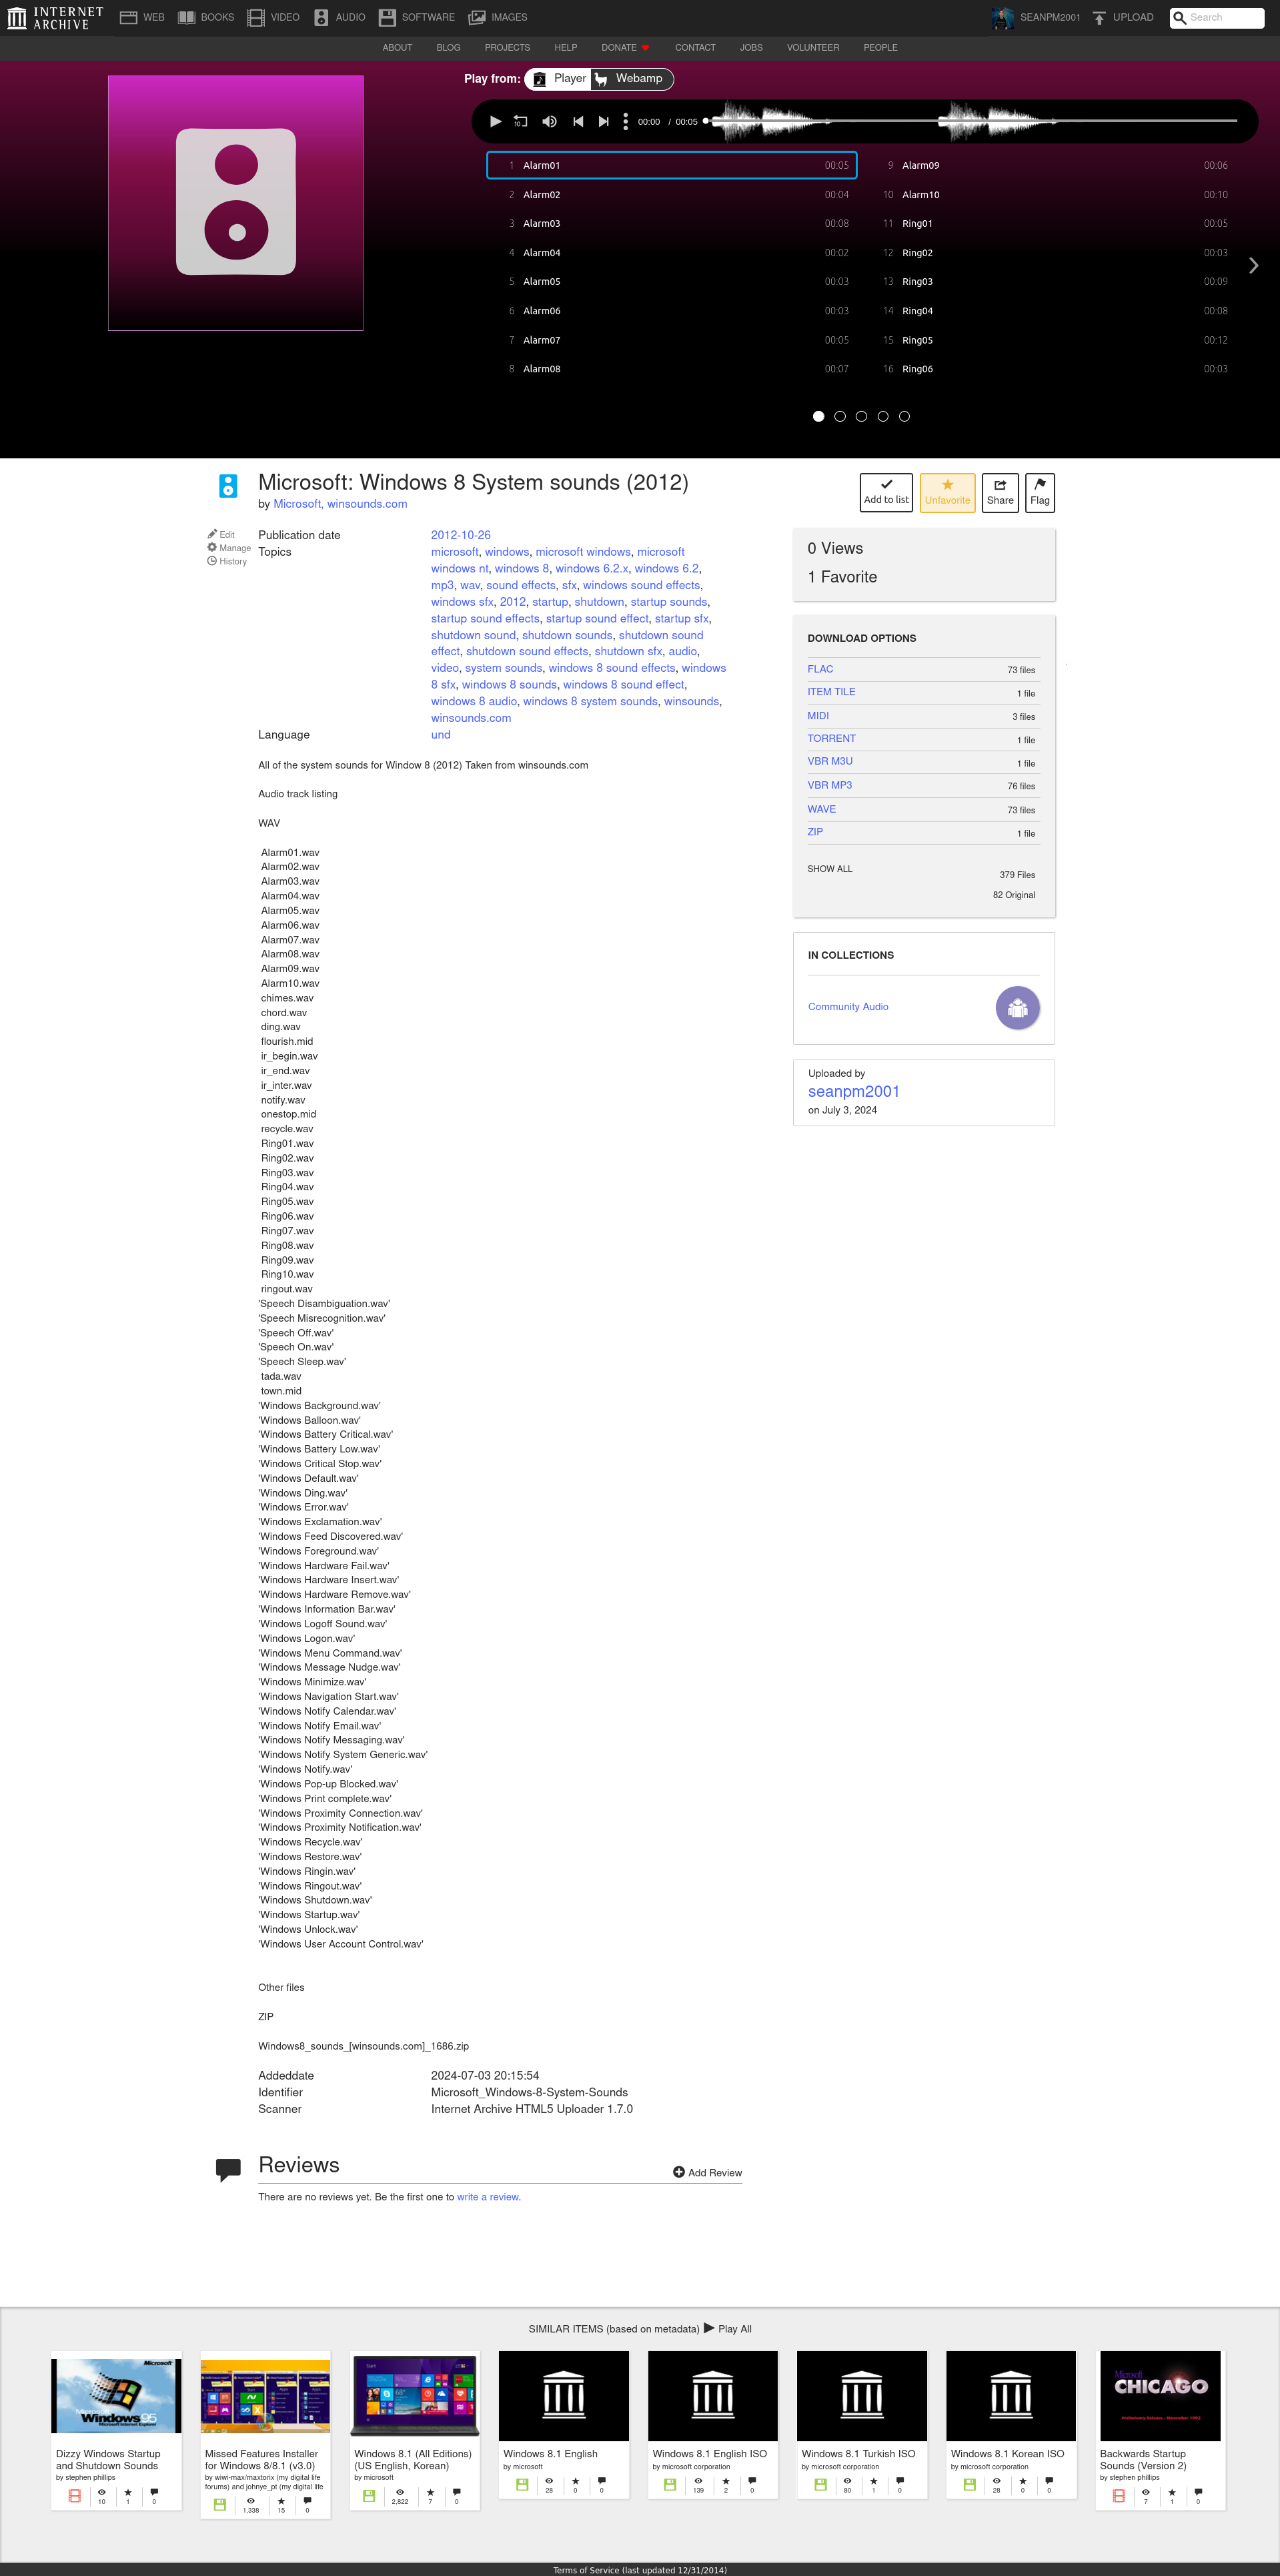 INTERNET ARCHIVE
WEB BOOKS VIDEO AUDIO SOFTWARE IMAGES SEANPM2001 UPLOAD Search
ABOUT BLOG PROJECTS HELP DONATE CONTACT JOBS VOLUNTEER PEOPLE
Play from: Player Webamp
10 00:00 / 00:05
1 Alarm01 00:05
2 Alarm02 00:04
3 Alarm03 00:08
4 Alarm04 00:02
5 Alarm05 00:03
6 Alarm06 00:03
7 Alarm07 00:05
8 Alarm08 00:07
9 Alarm09 00:06
10 Alarm10 00:10
11 Ring01 00:05
12 Ring02 00:03
13 Ring03 00:09
14 Ring04 00:08
15 Ring05 00:12
16 Ring06 00:03
Microsoft: Windows 8 System sounds (2012)
by Microsoft, winsounds.com
Add to list Unfavorite Share Flag
Edit
Manage
History
Publication date 2012-10-26
Topics microsoft, windows, microsoft windows, microsoft
windows nt, windows 8, windows 6.2.x, windows 6.2,
mp3, wav, sound effects, sfx, windows sound effects,
windows sfx, 2012, startup, shutdown, startup sounds,
startup sound effects, startup sound effect, startup sfx,
shutdown sound, shutdown sounds, shutdown sound
effect, shutdown sound effects, shutdown sfx, audio,
video, system sounds, windows 8 sound effects, windows
8 sfx, windows 8 sounds, windows 8 sound effect,
windows 8 audio, windows 8 system sounds, winsounds,
winsounds.com
Language und
All of the system sounds for Window 8 (2012) Taken from winsounds.com
Audio track listing
WAV
Alarm01.wav
Alarm02.wav
Alarm03.wav
Alarm04.wav
Alarm05.wav
Alarm06.wav
Alarm07.wav
Alarm08.wav
Alarm09.wav
Alarm10.wav
chimes.wav
chord.wav
ding.wav
flourish.mid
ir_begin.wav
ir_end.wav
ir_inter.wav
notify.wav
onestop.mid
recycle.wav
Ring01.wav
Ring02.wav
Ring03.wav
Ring04.wav
Ring05.wav
Ring06.wav
Ring07.wav
Ring08.wav
Ring09.wav
Ring10.wav
ringout.wav
'Speech Disambiguation.wav'
'Speech Misrecognition.wav'
'Speech Off.wav'
'Speech On.wav'
'Speech Sleep.wav'
tada.wav
town.mid
'Windows Background.wav'
'Windows Balloon.wav'
'Windows Battery Critical.wav'
'Windows Battery Low.wav'
'Windows Critical Stop.wav'
'Windows Default.wav'
'Windows Ding.wav'
'Windows Error.wav'
'Windows Exclamation.wav'
'Windows Feed Discovered.wav'
'Windows Foreground.wav'
'Windows Hardware Fail.wav'
'Windows Hardware Insert.wav'
'Windows Hardware Remove.wav'
'Windows Information Bar.wav'
'Windows Logoff Sound.wav'
'Windows Logon.wav'
'Windows Menu Command.wav'
'Windows Message Nudge.wav'
'Windows Minimize.wav'
'Windows Navigation Start.wav'
'Windows Notify Calendar.wav'
'Windows Notify Email.wav'
'Windows Notify Messaging.wav'
'Windows Notify System Generic.wav'
'Windows Notify.wav'
'Windows Pop-up Blocked.wav'
'Windows Print complete.wav'
'Windows Proximity Connection.wav'
'Windows Proximity Notification.wav'
'Windows Recycle.wav'
'Windows Restore.wav'
'Windows Ringin.wav'
'Windows Ringout.wav'
'Windows Shutdown.wav'
'Windows Startup.wav'
'Windows Unlock.wav'
'Windows User Account Control.wav'
Other files
ZIP
Windows8_sounds_[winsounds.com]_1686.zip
Addeddate 2024-07-03 20:15:54
Identifier Microsoft_Windows-8-System-Sounds
Scanner Internet Archive HTML5 Uploader 1.7.0
0 Views
1 Favorite
DOWNLOAD OPTIONS
FLAC 73 files
ITEM TILE 1 file
MIDI 3 files
TORRENT 1 file
VBR M3U 1 file
VBR MP3 76 files
WAVE 73 files
ZIP 1 file
SHOW ALL 379 Files
82 Original
IN COLLECTIONS
Community Audio
Uploaded by
seanpm2001
on July 3, 2024
Reviews
Add Review
There are no reviews yet. Be the first one to write a review.
SIMILAR ITEMS (based on metadata) Play All
Microsoft
Windows 95
Microsoft Internet Explorer
Dizzy Windows Startup
and Shutdown Sounds
by stephen phillips
10 1 0
Missed Features Installer
for Windows 8/8.1 (v3.0)
by wiwi-max/maxtorix (my digital life
forums) and johnye_pt (my digital life
1,338 15 0
Start
Windows 8.1 (All Editions)
(US English, Korean)
by microsoft
2,822 7 0
Windows 8.1 English
by microsoft
28 0 0
Windows 8.1 English ISO
by microsoft corporation
139 2 0
Windows 8.1 Turkish ISO
by microsoft corporation
80 1 0
Windows 8.1 Korean ISO
by microsoft corporation
28 0 0
Microsoft
CHICAGO
Preliminary Release - November 1993
Backwards Startup
Sounds (Version 2)
by stephen phillips
7 1 0
Terms of Service (last updated 12/31/2014)